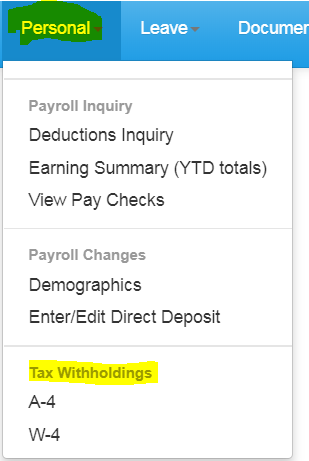 Personal Leave Documen
Payroll Inquiry
Deductions Inquiry
Earning Summary (YTD totals)
View Pay Checks
Payroll Changes
Demographics
Enter/Edit Direct Deposit
Tax Withholdings
A-4
W-4